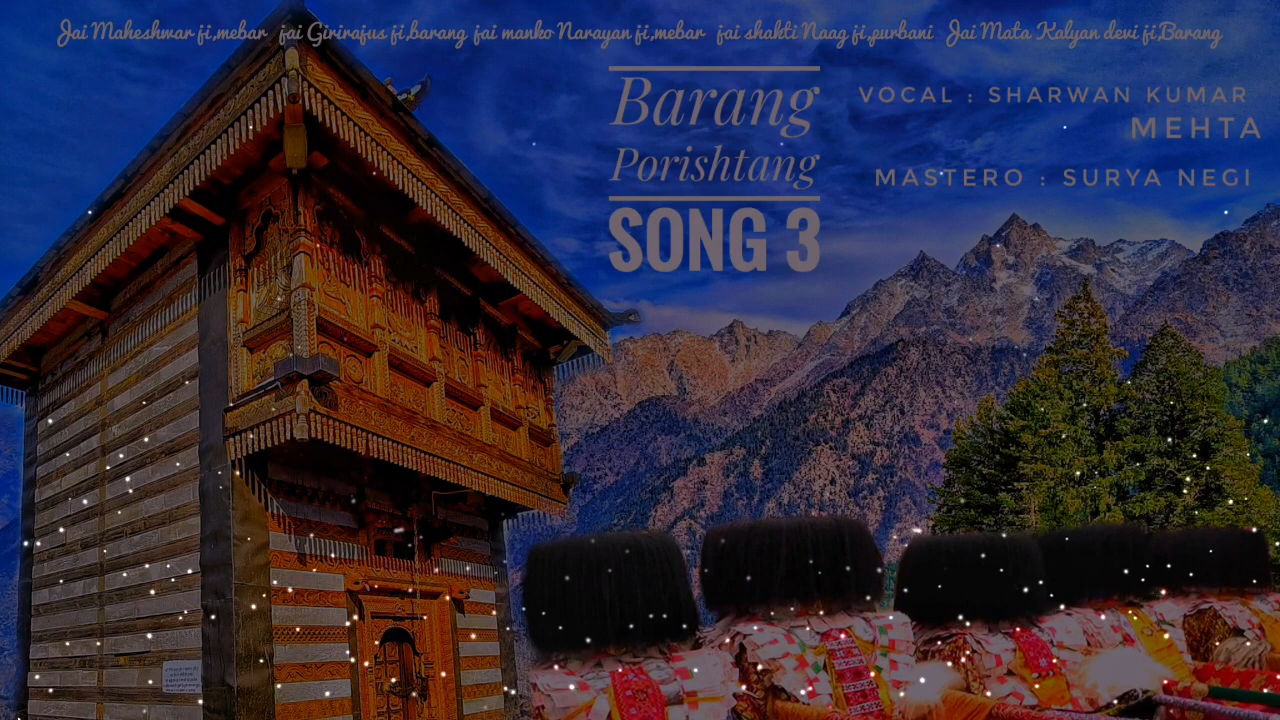 Jai Maheshwar ji,mebar jai Girirajus ji,barang jai manko Narayan ji,mebar jai shakti Naag ji,purbani Jai Mata Kalyan devi ji,Barang
Barang
Porishtang
SONG 3
VOCAL : SHARWAN KUMAR
MEHTA
MASTERO : SURYA NEGI